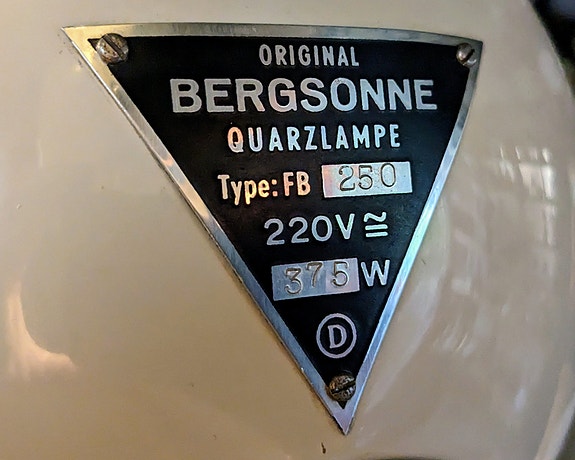 ORIGINAL
BERGSONNE
QUARZLAMPE
Type: FB 250
220V ≅
375 W
D